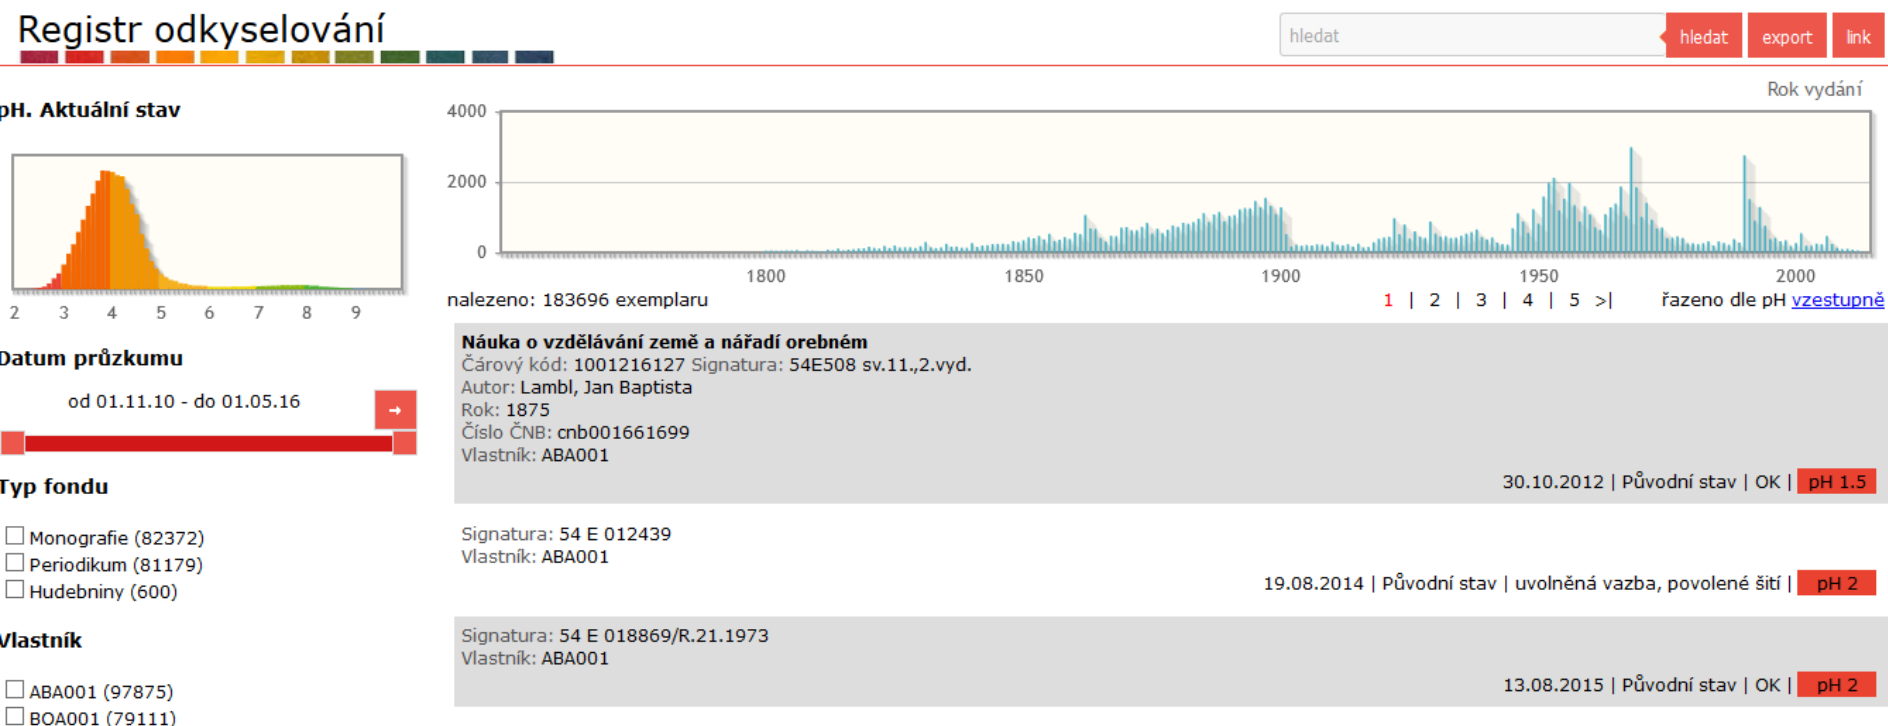 Registr odkyselování
hledat
hledat
export
link
pH. Aktuální stav
2 3 4 5 6 7 8 9
Datum průzkumu
od 01.11.10 - do 01.05.16
→
Typ fondu
Monografie (82372)
Periodikum (81179)
Hudebniny (600)
Vlastník
ABA001 (97875)
BOA001 (79111)
Rok vydání
4000
2000
0
1800 1850 1900 1950 2000
nalezeno: 183696 exemplaru
1 | 2 | 3 | 4 | 5 >| řazeno dle pH vzestupně
Náuka o vzdělávání země a nářadí orebném
Čárový kód: 1001216127 Signatura: 54E508 sv.11.,2.vyd.
Autor: Lambl, Jan Baptista
Rok: 1875
Číslo ČNB: cnb001661699
Vlastník: ABA001
30.10.2012 | Původní stav | OK | pH 1.5
Signatura: 54 E 012439
Vlastník: ABA001
19.08.2014 | Původní stav | uvolněná vazba, povolené šití | pH 2
Signatura: 54 E 018869/R.21.1973
Vlastník: ABA001
13.08.2015 | Původní stav | OK | pH 2